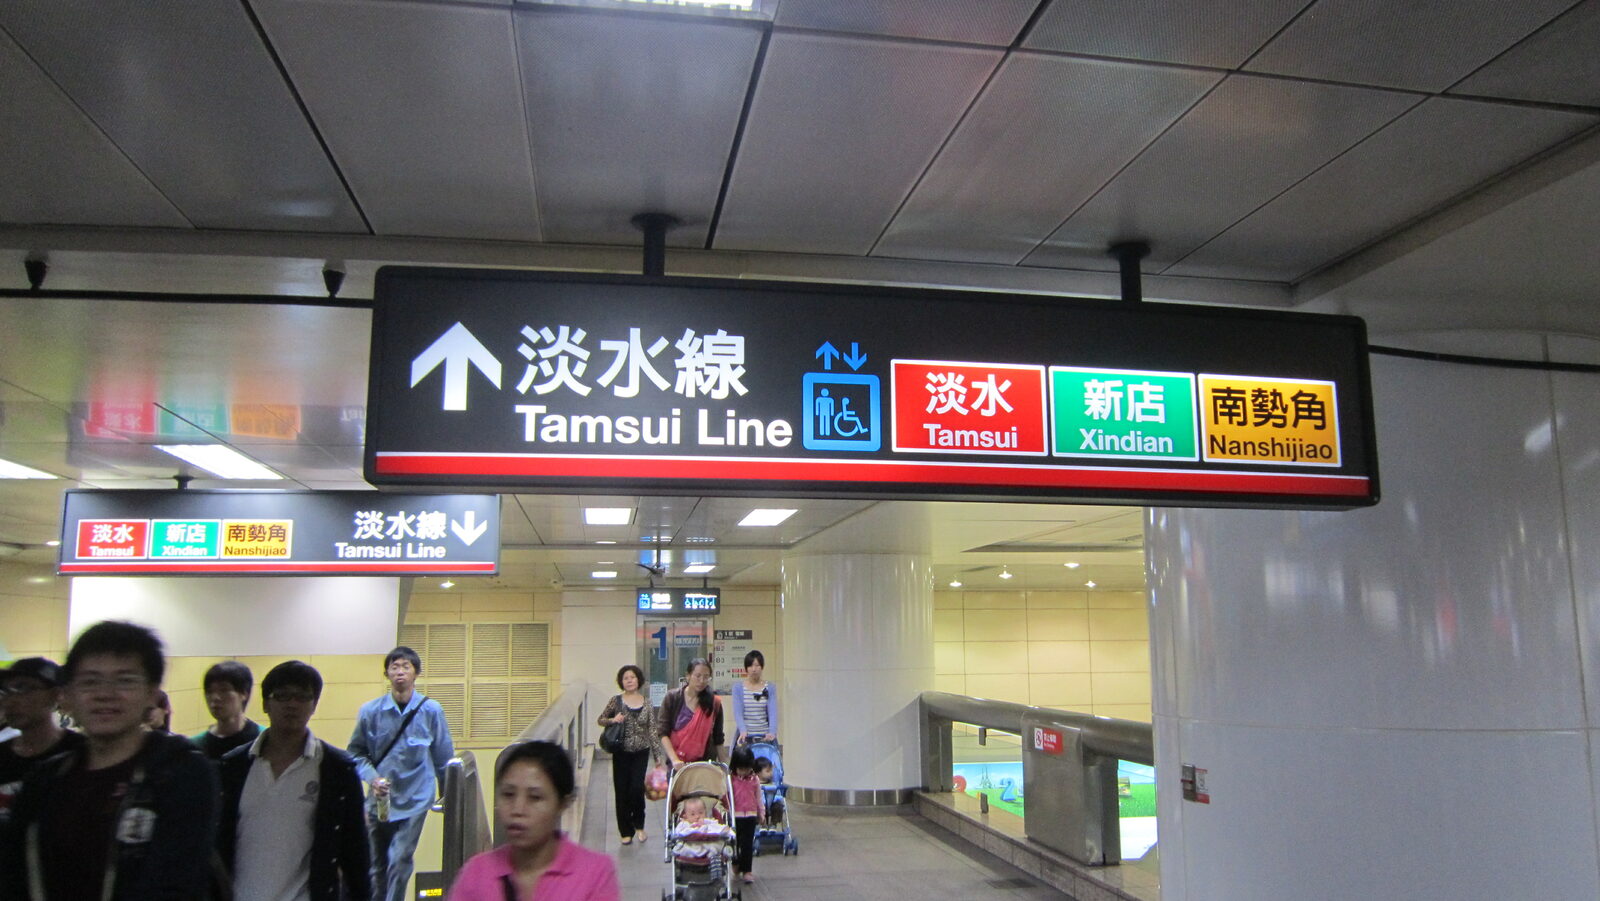 淡水線
Tamsui Line
淡水
Tamsui
新店
Xindian
南勢角
Nanshijiao
淡水
Tamsui
新店
Xindian
南勢角
Nanshijiao
淡水線
Tamsui Line
1
2